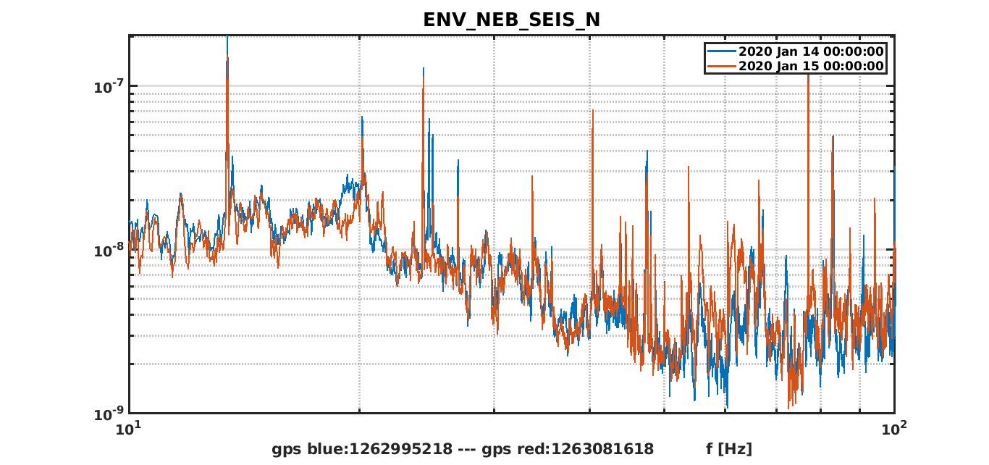 ENV_NEB_SEIS_N
2020 Jan 14 00:00:00
2020 Jan 15 00:00:00
10^-7
10^-8
10^-9
10^1
10^2
gps blue:1262995218 --- gps red:1263081618 f [Hz]